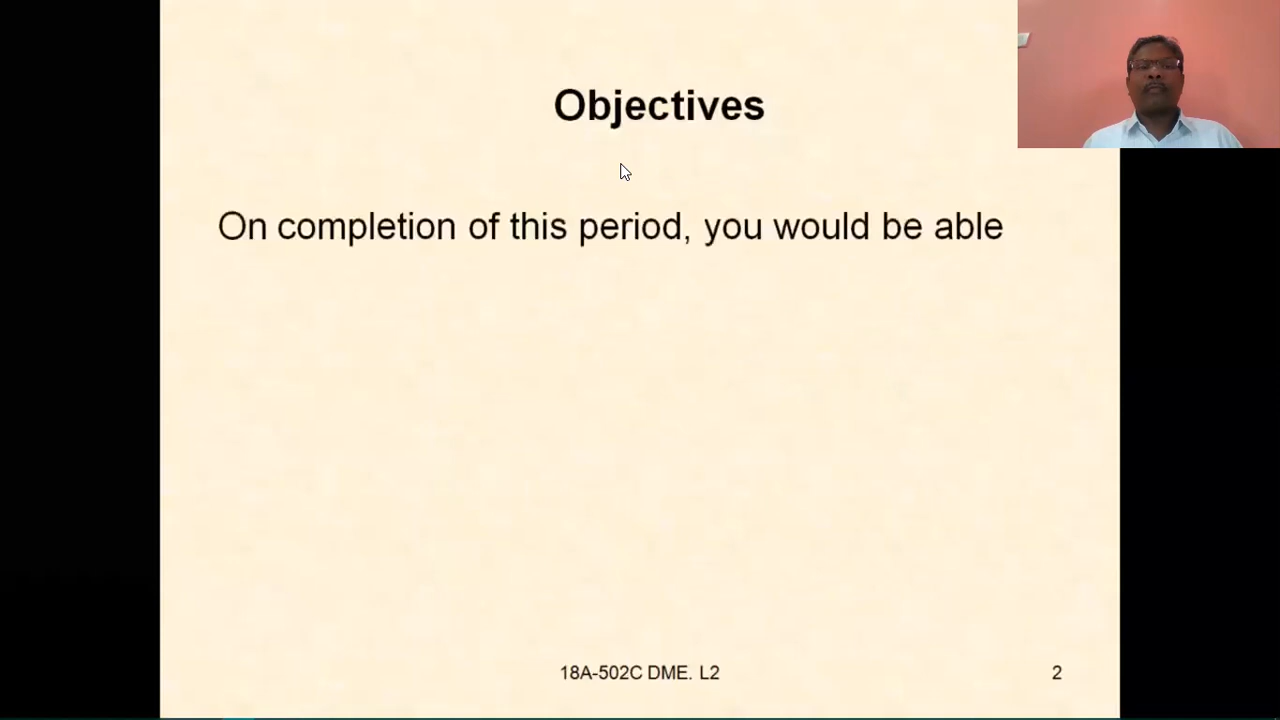 Objectives
On completion of this period, you would be able
18A-502C DME. L2
2